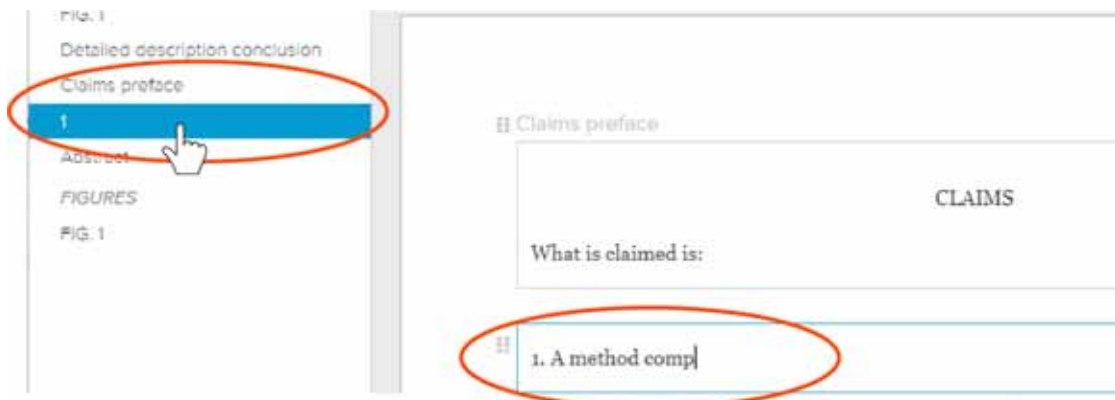 FIG. 1
Detailed description conclusion
Claims preface
1
Abstract
FIGURES
FIG. 1
Claims preface
CLAIMS
What is claimed is:
1. A method comp